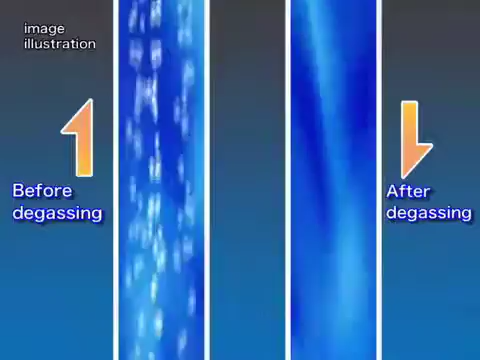 image
illustration
Before
degassing
After
degassing